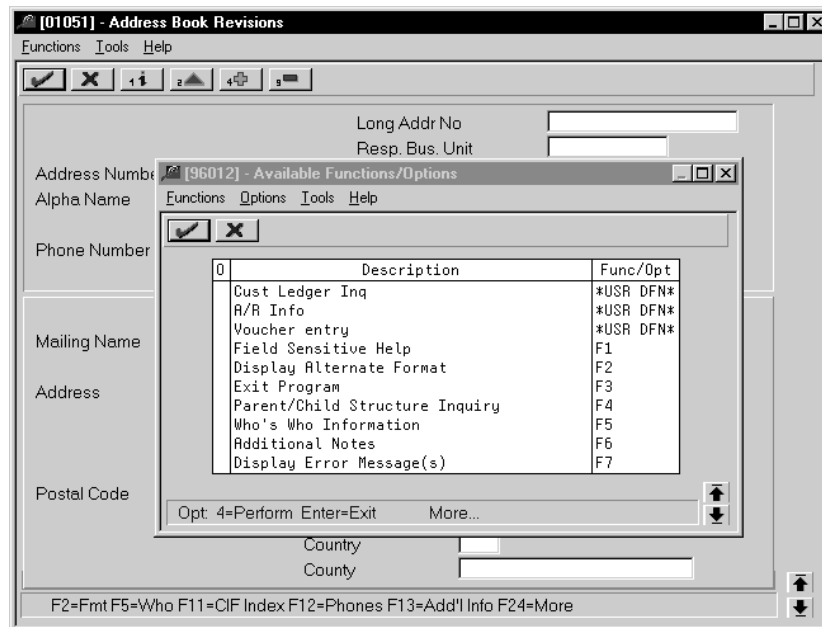 [01051] - Address Book Revisions
Functions Tools Help
1 i 2 4 9
Long Addr No
Resp. Bus. Unit
Address Numbe
Alpha Name
Phone Number
Mailing Name
Address
Postal Code
[96012] - Available Functions/Options
Functions Options Tools Help
O Description Func/Opt
Cust Ledger Inq *USR DFN*
A/R Info *USR DFN*
Voucher entry *USR DFN*
Field Sensitive Help F1
Display Alternate Format F2
Exit Program F3
Parent/Child Structure Inquiry F4
Who's Who Information F5
Additional Notes F6
Display Error Message(s) F7
Opt: 4=Perform Enter=Exit More...
Country
County
F2=Fmt F5=Who F11=CIF Index F12=Phones F13=Add'l Info F24=More